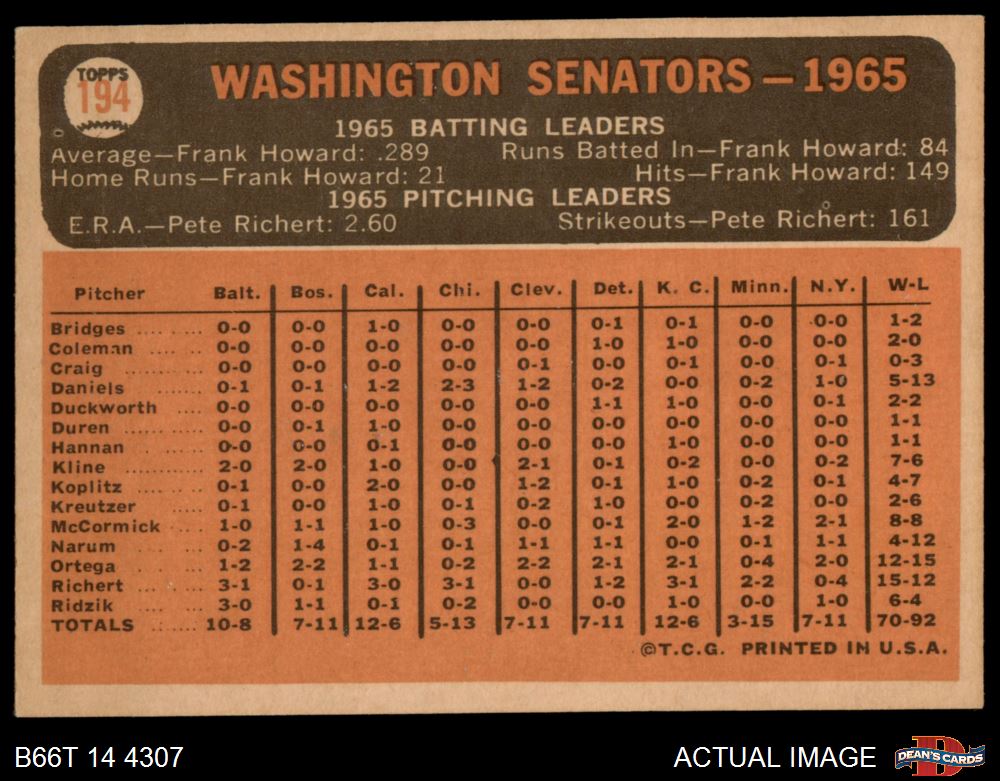 TOPPS
194
WASHINGTON SENATORS — 1965
1965 BATTING LEADERS
Average—Frank Howard: .289 Runs Batted In—Frank Howard: 84
Home Runs—Frank Howard: 21 Hits—Frank Howard: 149
1965 PITCHING LEADERS
E.R.A.—Pete Richert: 2.60 Strikeouts—Pete Richert: 161
Pitcher Balt. Bos. Cal. Chi. Clev. Det. K. C. Minn. N.Y. W-L
Bridges 0-0 0-0 1-0 0-0 0-0 0-1 0-1 0-0 0-0 1-2
Coleman 0-0 0-0 0-0 0-0 0-0 1-0 1-0 0-0 0-0 2-0
Craig 0-0 0-0 0-0 0-0 0-1 0-0 0-1 0-0 0-1 0-3
Daniels 0-1 0-1 1-2 2-3 1-2 0-2 0-0 0-2 1-0 5-13
Duckworth 0-0 0-0 0-0 0-0 0-0 1-1 1-0 0-0 0-1 2-2
Duren 0-0 0-1 1-0 0-0 0-0 0-0 0-0 0-0 0-0 1-1
Hannan 0-0 0-0 0-1 0-0 0-0 0-0 1-0 0-0 0-0 1-1
Kline 2-0 2-0 1-0 0-0 2-1 0-1 0-2 0-0 0-2 7-6
Koplitz 0-1 0-0 2-0 0-0 1-2 0-1 1-0 0-2 0-1 4-7
Kreutzer 0-1 0-0 1-0 0-1 0-2 1-0 0-0 0-2 0-0 2-6
McCormick 1-0 1-1 1-0 0-3 0-0 0-1 2-0 1-2 2-1 8-8
Narum 0-2 1-4 0-1 0-1 1-1 1-1 0-0 0-1 1-1 4-12
Ortega 1-2 2-2 1-1 0-2 2-2 2-1 2-1 0-4 2-0 12-15
Richert 3-1 0-1 3-0 3-1 0-0 1-2 3-1 2-2 0-4 15-12
Ridzik 3-0 1-1 0-1 0-2 0-0 0-0 1-0 0-0 1-0 6-4
TOTALS 10-8 7-11 12-6 5-13 7-11 7-11 12-6 3-15 7-11 70-92
©T.C.G. PRINTED IN U.S.A.
B66T 14 4307 ACTUAL IMAGE DEAN'S CARDS